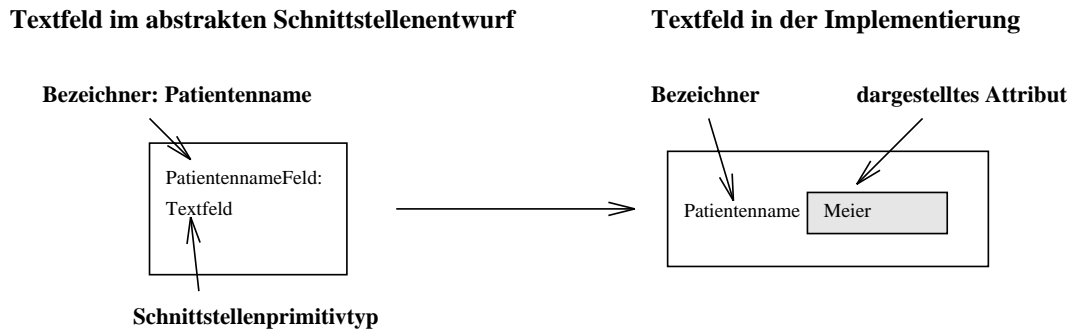 Textfeld im abstrakten Schnittstellenentwurf
Textfeld in der Implementierung
Bezeichner: Patientenname
Bezeichner
dargestelltes Attribut
PatientennameFeld:
Textfeld
Patientenname
Meier
Schnittstellenprimitivtyp